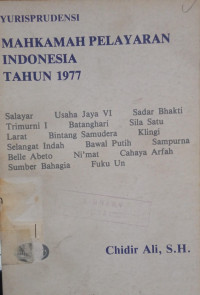 YURISPRUDENSI
MAHKAMAH PELAYARAN
INDONESIA
TAHUN 1977
Salayar Usaha Jaya VI Sadar Bhakti
Trimurni I Batanghari Sila Satu
Larat Bintang Samudera Klingi
Selangat Indah Bawal Putih Sampurna
Belle Abeto Ni'mat Cahaya Arfah
Sumber Bahagia Fuku Un
Chidir Ali, S.H.